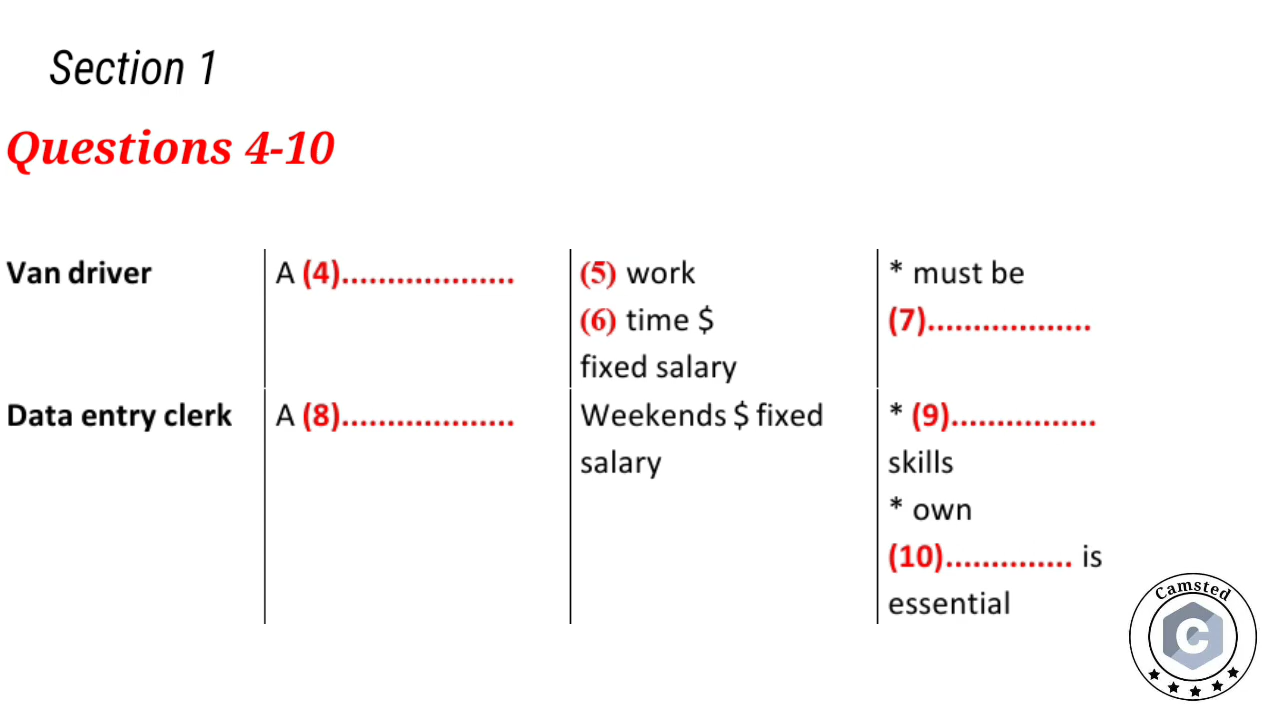 Section 1
Questions 4-10
Van driver
A (4)...................
(5) work
(6) time $
fixed salary
* must be
(7)..................
Data entry clerk
A (8)...................
Weekends $ fixed
salary
* (9)................
skills
* own
(10).............. is
essential
Camsted
C